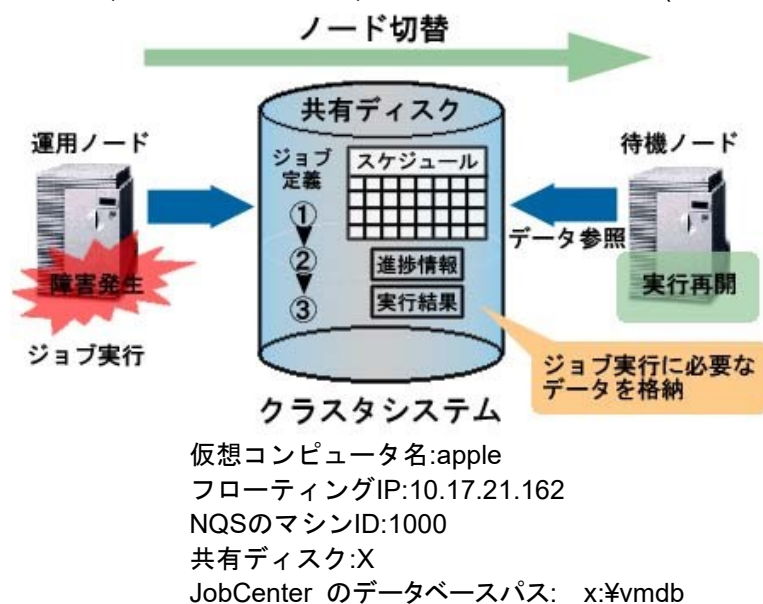 ノード切替
共有ディスク
運用ノード
待機ノード
ジョブ
定義
スケジュール
①
②
③
データ参照
進捗情報
実行結果
障害発生
実行再開
ジョブ実行
ジョブ実行に必要な
データを格納
クラスタシステム
仮想コンピュータ名:apple
フローティングIP:10.17.21.162
NQSのマシンID:1000
共有ディスク:X
JobCenter のデータベースパス: x:¥vmdb